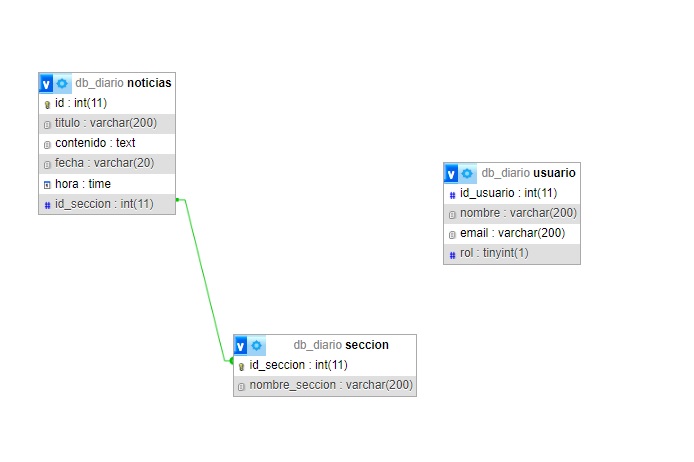 db_diario noticias
id : int(11)
titulo : varchar(200)
contenido : text
fecha : varchar(20)
hora : time
id_seccion : int(11)
db_diario usuario
id_usuario : int(11)
nombre : varchar(200)
email : varchar(200)
rol : tinyint(1)
db_diario seccion
id_seccion : int(11)
nombre_seccion : varchar(200)